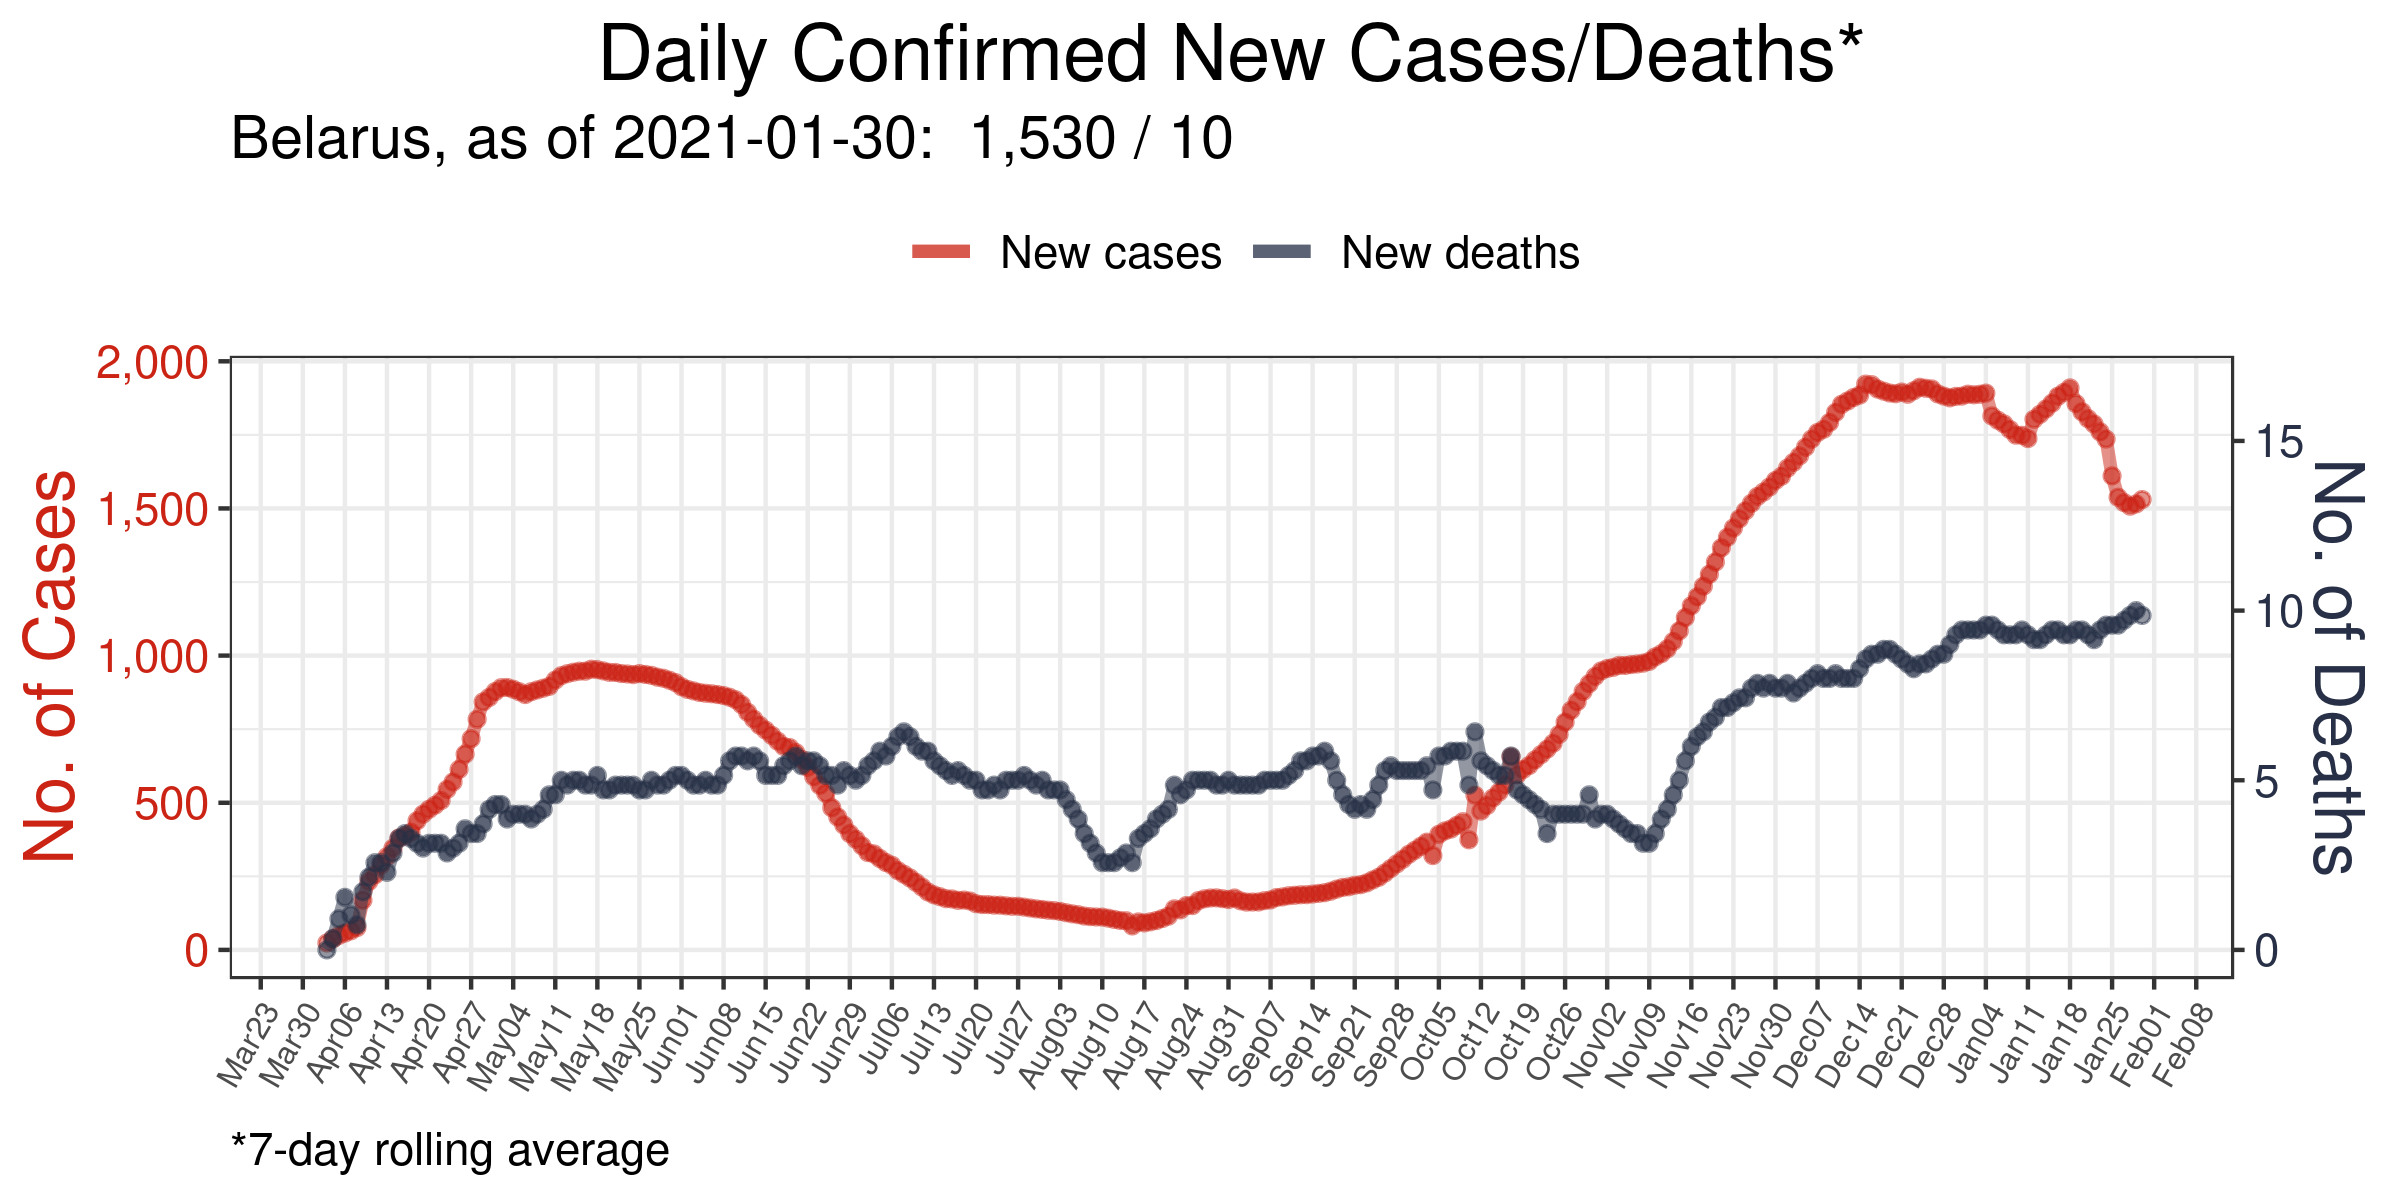 Daily Confirmed New Cases/Deaths*
Belarus, as of 2021-01-30:  1,530 / 10
New cases
New deaths
No. of Cases
2,000
1,500
1,000
500
0
15
10
5
0
No. of Deaths
Mar23
Mar30
Apr06
Apr13
Apr20
Apr27
May04
May11
May18
May25
Jun01
Jun08
Jun15
Jun22
Jun29
Jul06
Jul13
Jul20
Jul27
Aug03
Aug10
Aug17
Aug24
Aug31
Sep07
Sep14
Sep21
Sep28
Oct05
Oct12
Oct19
Oct26
Nov02
Nov09
Nov16
Nov23
Nov30
Dec07
Dec14
Dec21
Dec28
Jan04
Jan11
Jan18
Jan25
Feb01
Feb08
*7-day rolling average